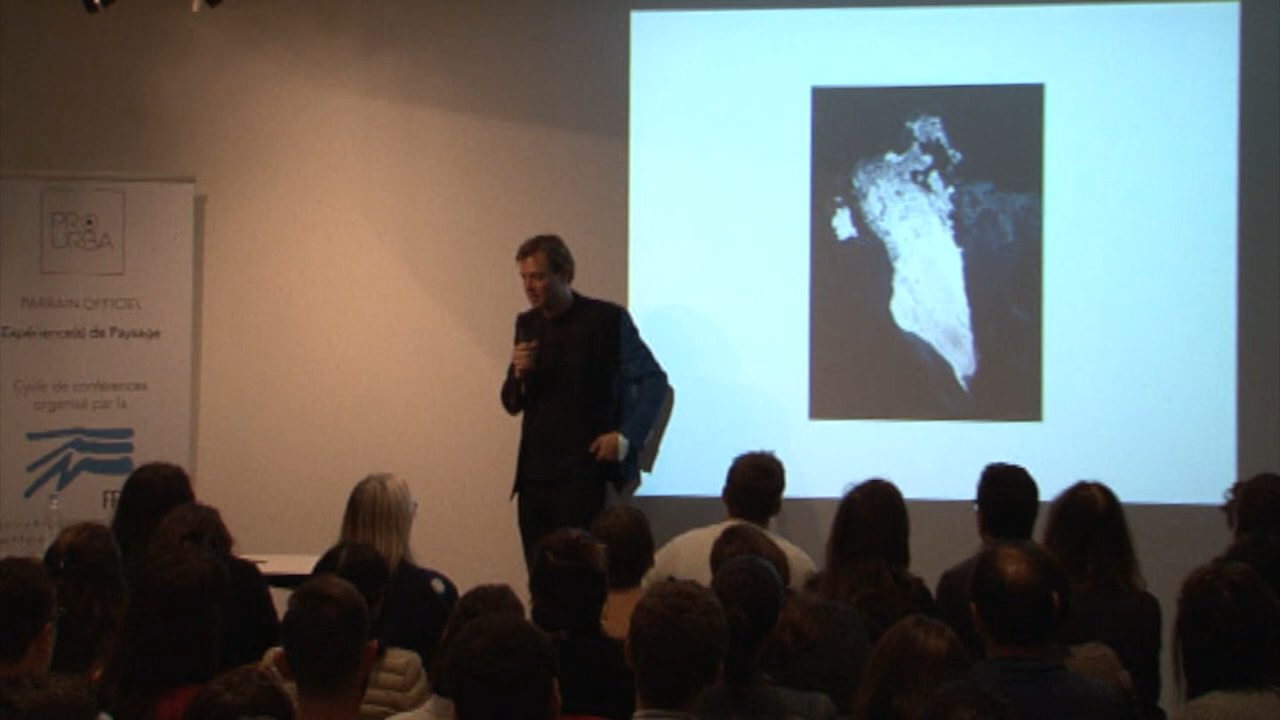 PRO
URBA
PARRAIN OFFICIEL
Expérience(s) de Paysage
Cycle de conférences
organisé par la